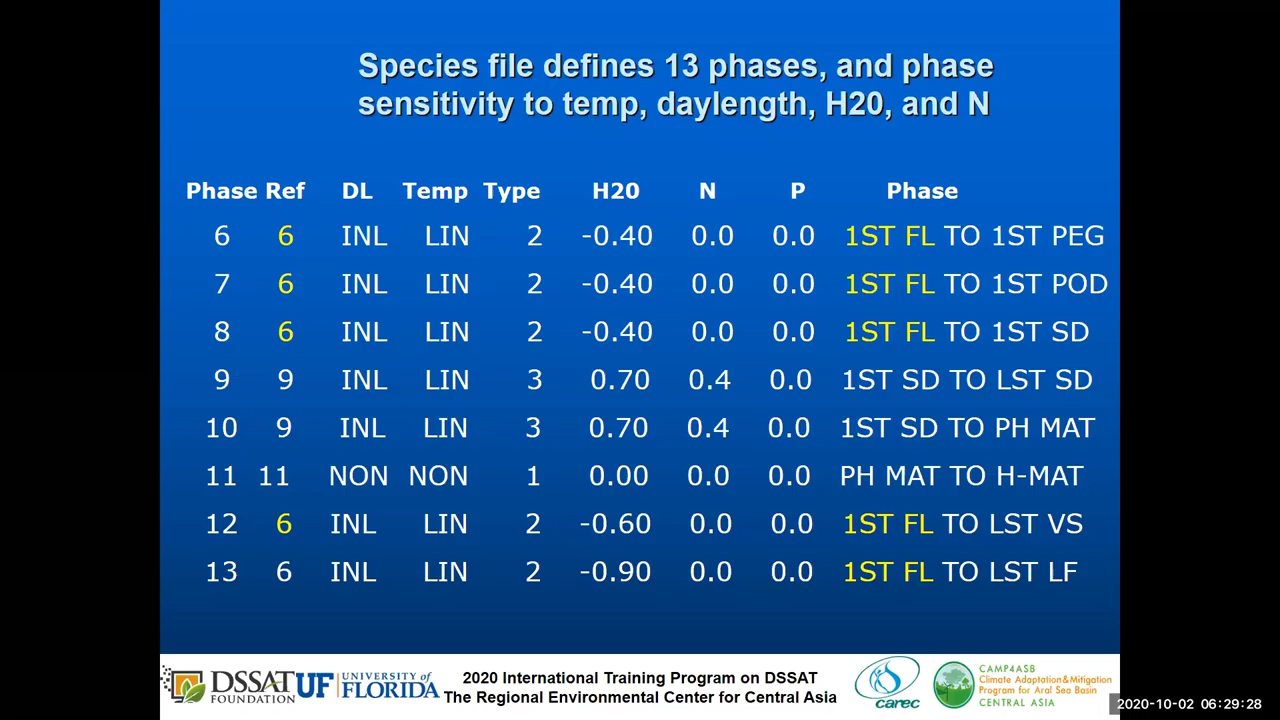 Species file defines 13 phases, and phase
sensitivity to temp, daylength, H20, and N
Phase Ref DL Temp Type H20 N P Phase
6 6 INL LIN 2 -0.40 0.0 0.0 1ST FL TO 1ST PEG
7 6 INL LIN 2 -0.40 0.0 0.0 1ST FL TO 1ST POD
8 6 INL LIN 2 -0.40 0.0 0.0 1ST FL TO 1ST SD
9 9 INL LIN 3 0.70 0.4 0.0 1ST SD TO LST SD
10 9 INL LIN 3 0.70 0.4 0.0 1ST SD TO PH MAT
11 11 NON NON 1 0.00 0.0 0.0 PH MAT TO H-MAT
12 6 INL LIN 2 -0.60 0.0 0.0 1ST FL TO LST VS
13 6 INL LIN 2 -0.90 0.0 0.0 1ST FL TO LST LF
DSSAT
FOUNDATION
UF
UNIVERSITY of
FLORIDA
2020 International Training Program on DSSAT
The Regional Environmental Center for Central Asia
carec
CAMP4ASB
Climate Adaptation & Mitigation
Program for Aral Sea Basin
CENTRAL ASIA
2020-10-02 06:29:28